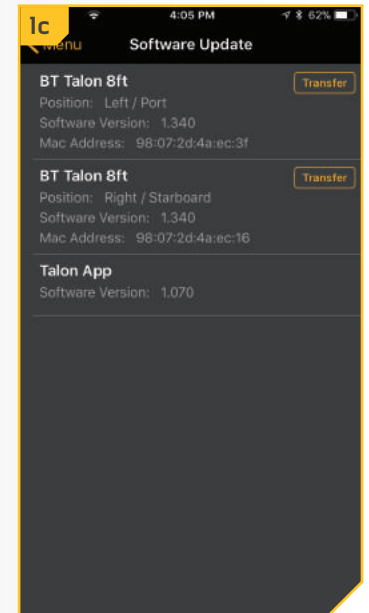 1c
4:05 PM
62%
Menu
Software Update
BT Talon 8ft
Transfer
Position: Left / Port
Software Version: 1.340
Mac Address: 98:07:2d:4a:ec:3f
BT Talon 8ft
Transfer
Position: Right / Starboard
Software Version: 1.340
Mac Address: 98:07:2d:4a:ec:16
Talon App
Software Version: 1.070